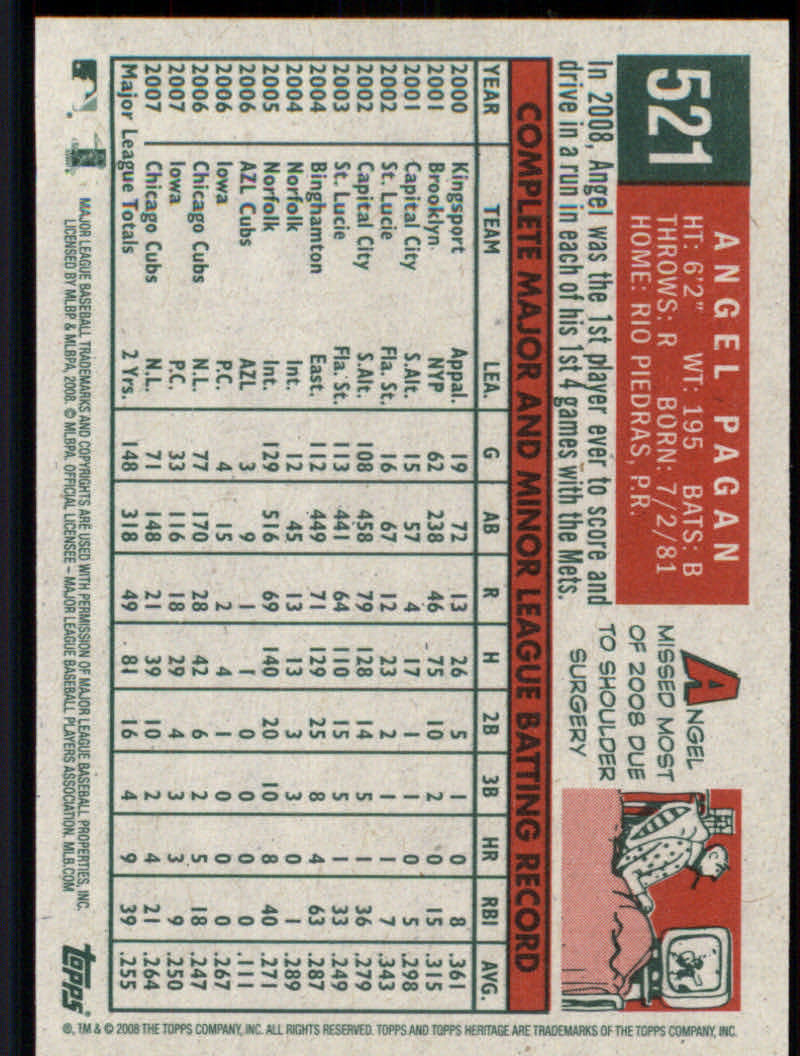 521
ANGEL PAGAN
HT: 6'2" WT: 195 BATS: B
THROWS: R BORN: 7/2/81
HOME: RIO PIEDRAS, P.R.
In 2008, Angel was the 1st player ever to score and
drive in a run in each of his 1st 4 games with the Mets.
ANGEL
MISSED MOST
OF 2008 DUE
TO SHOULDER
SURGERY
COMPLETE MAJOR AND MINOR LEAGUE BATTING RECORD
YEAR TEAM LEA. G AB R H 2B 3B HR RBI AVG.
2000 Kingsport Appal. 19 72 13 26 5 1 0 8 .361
2001 Brooklyn NYP 62 238 46 75 10 2 0 15 .315
2001 Capital City S.Atl. 15 57 4 17 1 1 0 5 .298
2002 St. Lucie Fla. St. 16 67 12 23 2 1 1 7 .343
2002 Capital City S.Alt. 108 458 79 128 14 5 1 36 .279
2003 St. Lucie Fla. St. 113 441 64 110 15 5 1 33 .249
2004 Binghamton East. 112 449 71 129 25 8 4 63 .287
2004 Norfolk Int. 12 45 13 13 3 3 0 1 .289
2005 Norfolk Int. 129 516 69 140 20 10 8 40 .271
2006 AZL Cubs AZL 3 9 1 1 0 0 0 0 .111
2006 Iowa P.C. 4 15 2 4 1 0 0 0 .267
2006 Chicago Cubs N.L. 77 170 28 42 6 2 5 18 .247
2007 Iowa P.C. 33 116 18 29 4 3 3 9 .250
2007 Chicago Cubs N.L. 71 148 21 39 10 2 4 21 .264
Major League Totals 2 Yrs. 148 318 49 81 16 4 9 39 .255
MAJOR LEAGUE BASEBALL TRADEMARKS AND COPYRIGHTS ARE USED WITH PERMISSION OF MAJOR LEAGUE BASEBALL PROPERTIES, INC.
LICENSED BY MLBP & MLBPA, 2008. © MLBPA. OFFICIAL LICENSEE – MAJOR LEAGUE BASEBALL PLAYERS ASSOCIATION. MLB.COM
topps
®, TM & © 2008 THE TOPPS COMPANY, INC. ALL RIGHTS RESERVED. TOPPS AND TOPPS HERITAGE ARE TRADEMARKS OF THE TOPPS COMPANY, INC.